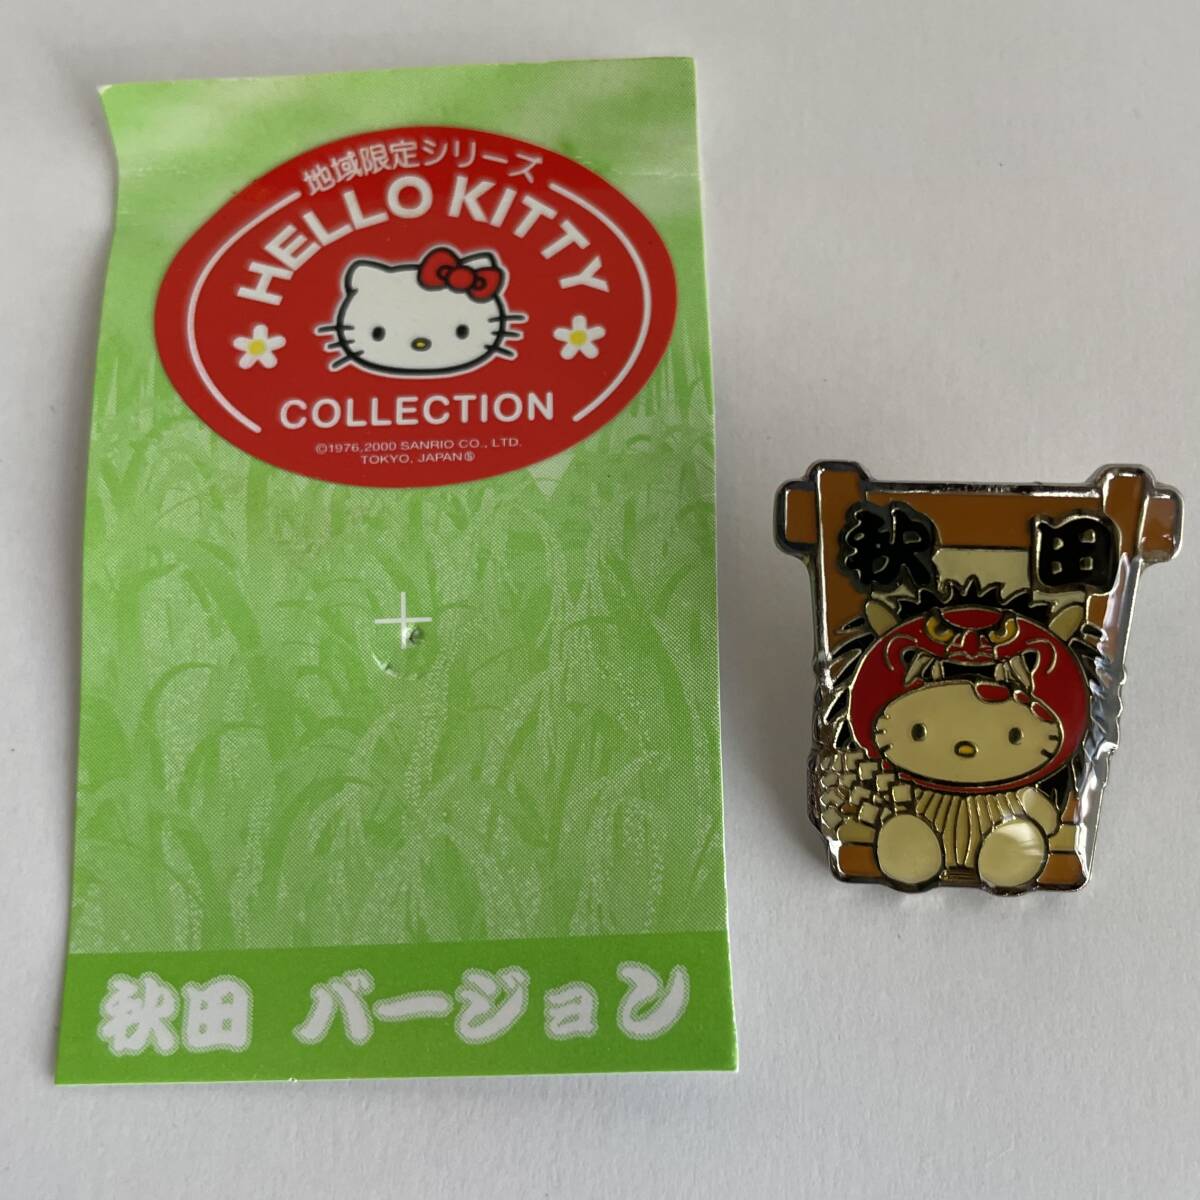 地域限定シリーズ
HELLO KITTY
COLLECTION
©1976,2000 SANRIO CO., LTD.
TOKYO, JAPANⓈ
秋田 バージョン
秋田